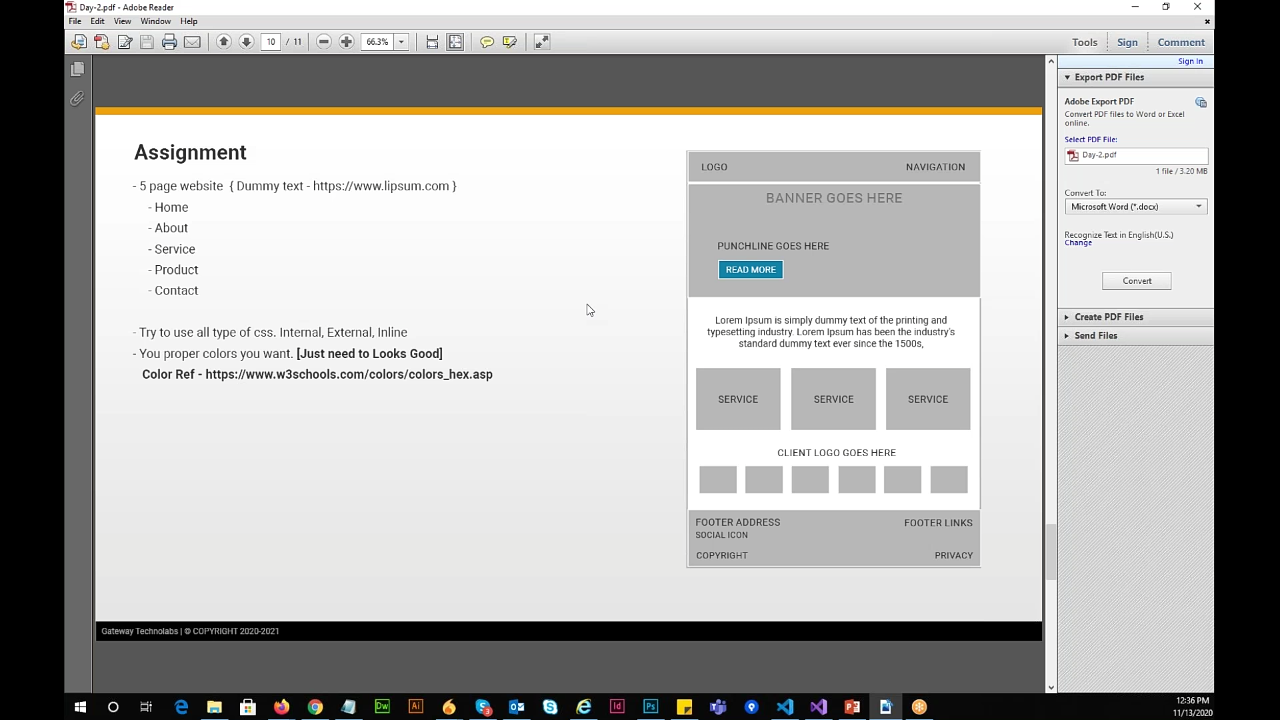 Day-2.pdf - Adobe Reader
File Edit View Window Help
10 / 11 66.3% Tools Sign Comment
Sign In
Export PDF Files
Adobe Export PDF
Convert PDF files to Word or Excel
online.
Select PDF File:
Day-2.pdf
1 file / 3.20 MB
Convert To:
Microsoft Word (*.docx)
Recognize Text in English(U.S.)
Change
Convert
Create PDF Files
Send Files
Assignment
- 5 page website { Dummy text - https://www.lipsum.com }
- Home
- About
- Service
- Product
- Contact
- Try to use all type of css. Internal, External, Inline
- You proper colors you want. [Just need to Looks Good]
Color Ref - https://www.w3schools.com/colors/colors_hex.asp
LOGO NAVIGATION
BANNER GOES HERE
PUNCHLINE GOES HERE
READ MORE
Lorem Ipsum is simply dummy text of the printing and
typesetting industry. Lorem Ipsum has been the industry's
standard dummy text ever since the 1500s,
SERVICE SERVICE SERVICE
CLIENT LOGO GOES HERE
FOOTER ADDRESS FOOTER LINKS
SOCIAL ICON
COPYRIGHT PRIVACY
Gateway Technolabs | © COPYRIGHT 2020-2021
12:36 PM
11/13/2020